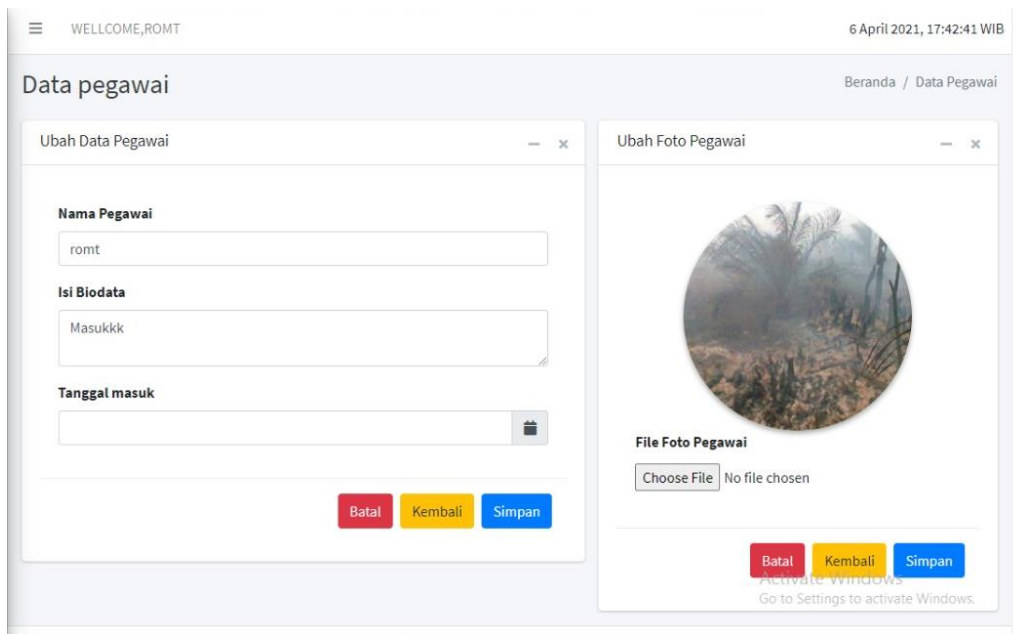 WELLCOME,ROMT
6 April 2021, 17:42:41 WIB
Data pegawai
Beranda / Data Pegawai
Ubah Data Pegawai
Nama Pegawai
romt
Isi Biodata
Masukkk
Tanggal masuk
Batal Kembali Simpan
Ubah Foto Pegawai
File Foto Pegawai
Choose File No file chosen
Batal Kembali Simpan
Activate Windows
Go to Settings to activate Windows.